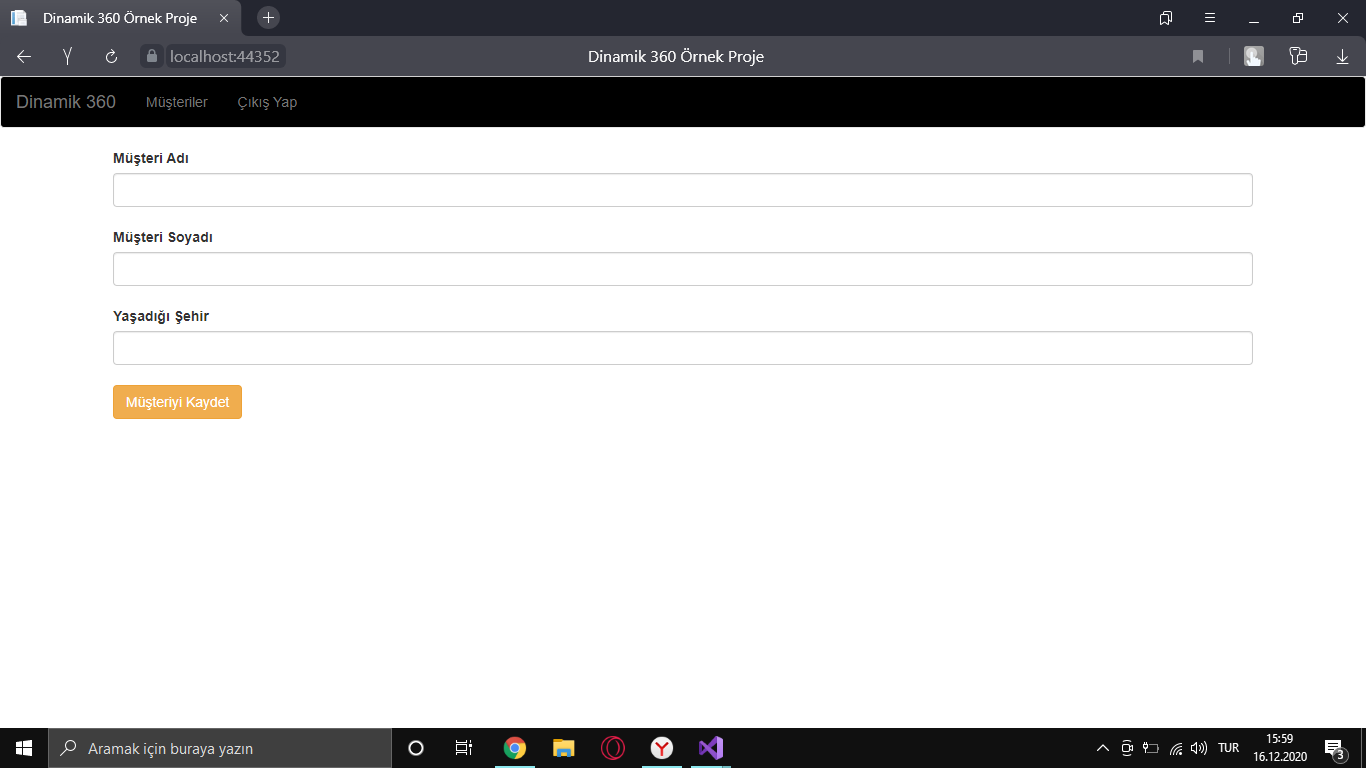 Dinamik 360 Örnek Proje
localhost:44352
Dinamik 360 Örnek Proje
Dinamik 360 Müşteriler Çıkış Yap
Müşteri Adı
Müşteri Soyadı
Yaşadığı Şehir
Müşteriyi Kaydet
Aramak için buraya yazın
TUR
15:59
16.12.2020
3